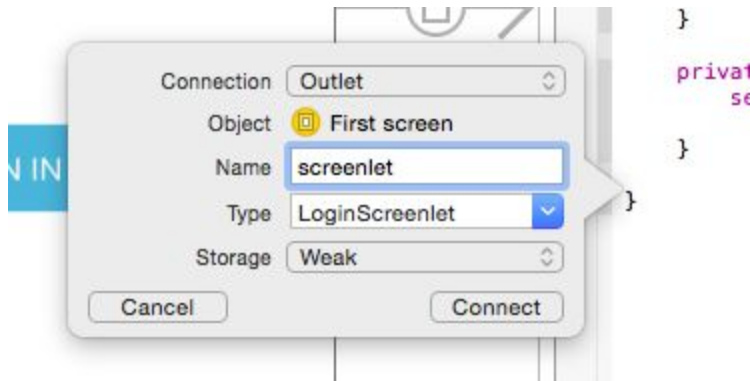 }
privat
se
}
}
N IN
Connection Outlet
Object First screen
Name screenlet
Type LoginScreenlet
Storage Weak
Cancel Connect